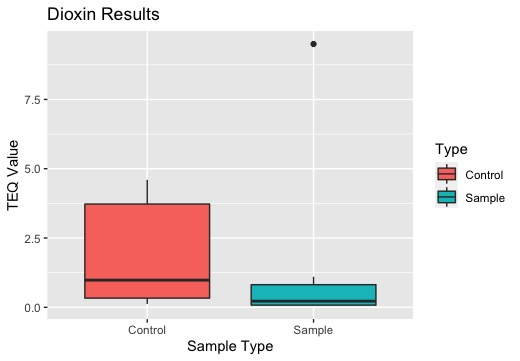 Dioxin Results
7.5
5.0
2.5
0.0
TEQ Value
Control
Sample
Sample Type
Type
Control
Sample